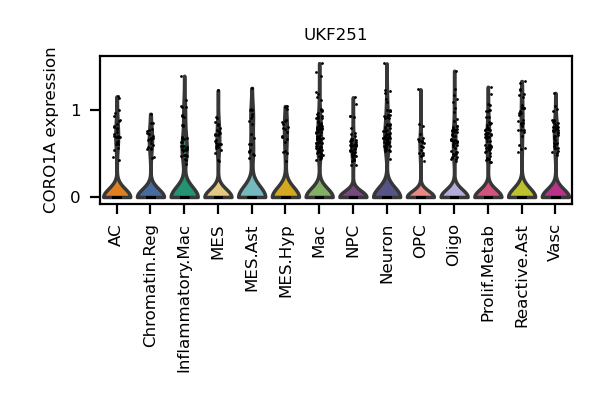 UKF251
CORO1A expression
1
0
AC
Chromatin.Reg
Inflammatory.Mac
MES
MES.Ast
MES.Hyp
Mac
NPC
Neuron
OPC
Oligo
Prolif.Metab
Reactive.Ast
Vasc